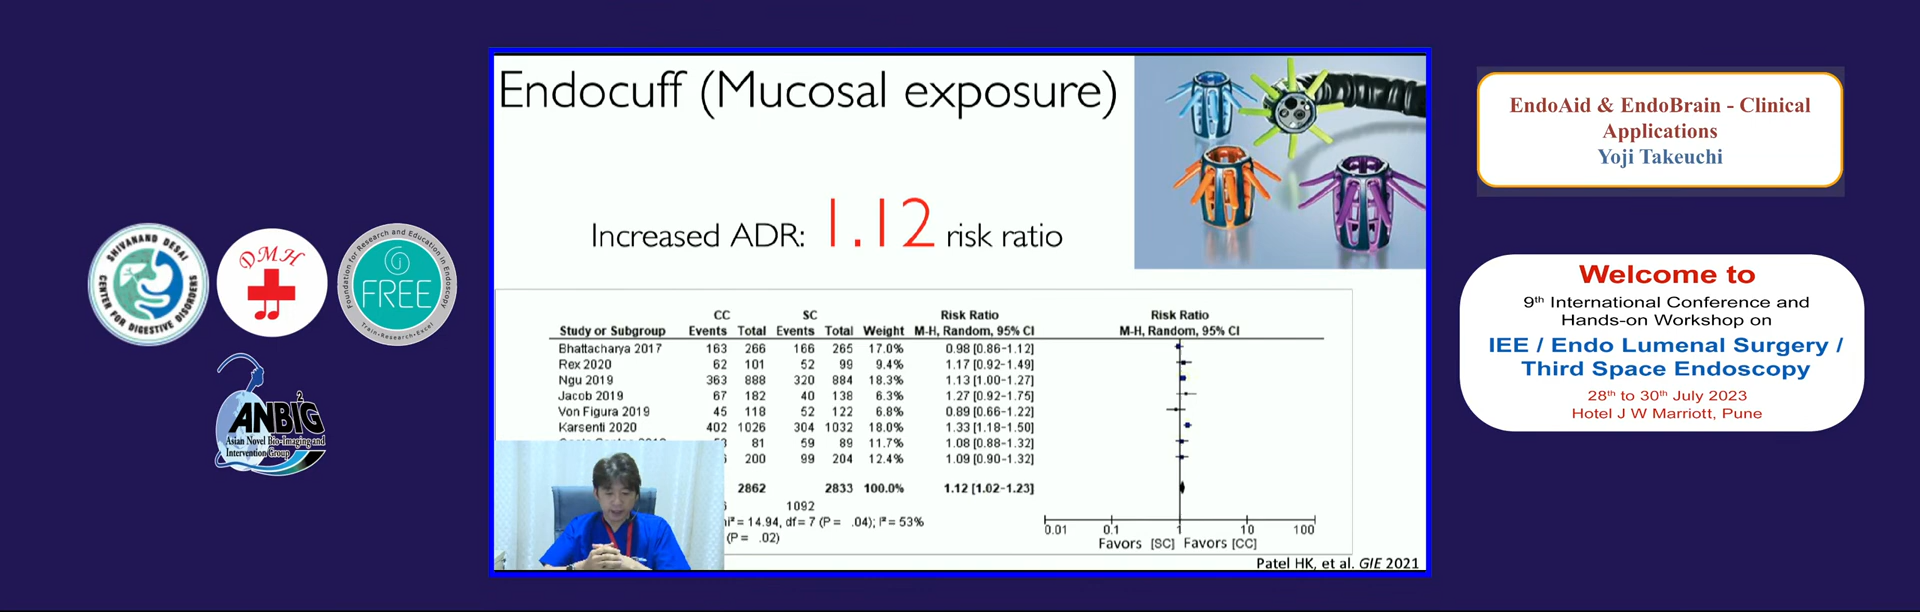 SHIVANAND DESAI
CENTER FOR DIGESTIVE DISORDERS
DMH
Foundation for Research and Education in Endoscopy
FREE
Train•Research•Excel
ANBIG
2
Asian Novel Bio-Imaging and
Intervention Group
Endocuff (Mucosal exposure)
Increased ADR: 1.12 risk ratio
CC SC Risk Ratio Risk Ratio
Study or Subgroup Events Total Events Total Weight M-H, Random, 95% CI M-H, Random, 95% CI
Bhattacharya 2017 163 266 166 265 17.0% 0.98 [0.86-1.12]
Rex 2020 62 101 52 99 9.4% 1.17 [0.92-1.49]
Ngu 2019 363 888 320 884 18.3% 1.13 [1.00-1.27]
Jacob 2019 67 182 40 138 6.3% 1.27 [0.92-1.75]
Von Figura 2019 45 118 52 122 6.8% 0.89 [0.66-1.22]
Karsenti 2020 402 1026 304 1032 18.0% 1.33 [1.18-1.50]
81 59 89 11.7% 1.08 [0.88-1.32]
200 99 204 12.4% 1.09 [0.90-1.32]
2862 2833 100.0% 1.12 [1.02-1.23]
1092
= 14.94, df= 7 (P = .04); I²= 53%
(P = .02)
0.01 0.1 1 10 100
Favors [SC] Favors [CC]
Patel HK, et al. GIE 2021
EndoAid & EndoBrain - Clinical
Applications
Yoji Takeuchi
Welcome to
9th International Conference and
Hands-on Workshop on
IEE / Endo Lumenal Surgery /
Third Space Endoscopy
28th to 30th July 2023
Hotel J W Marriott, Pune